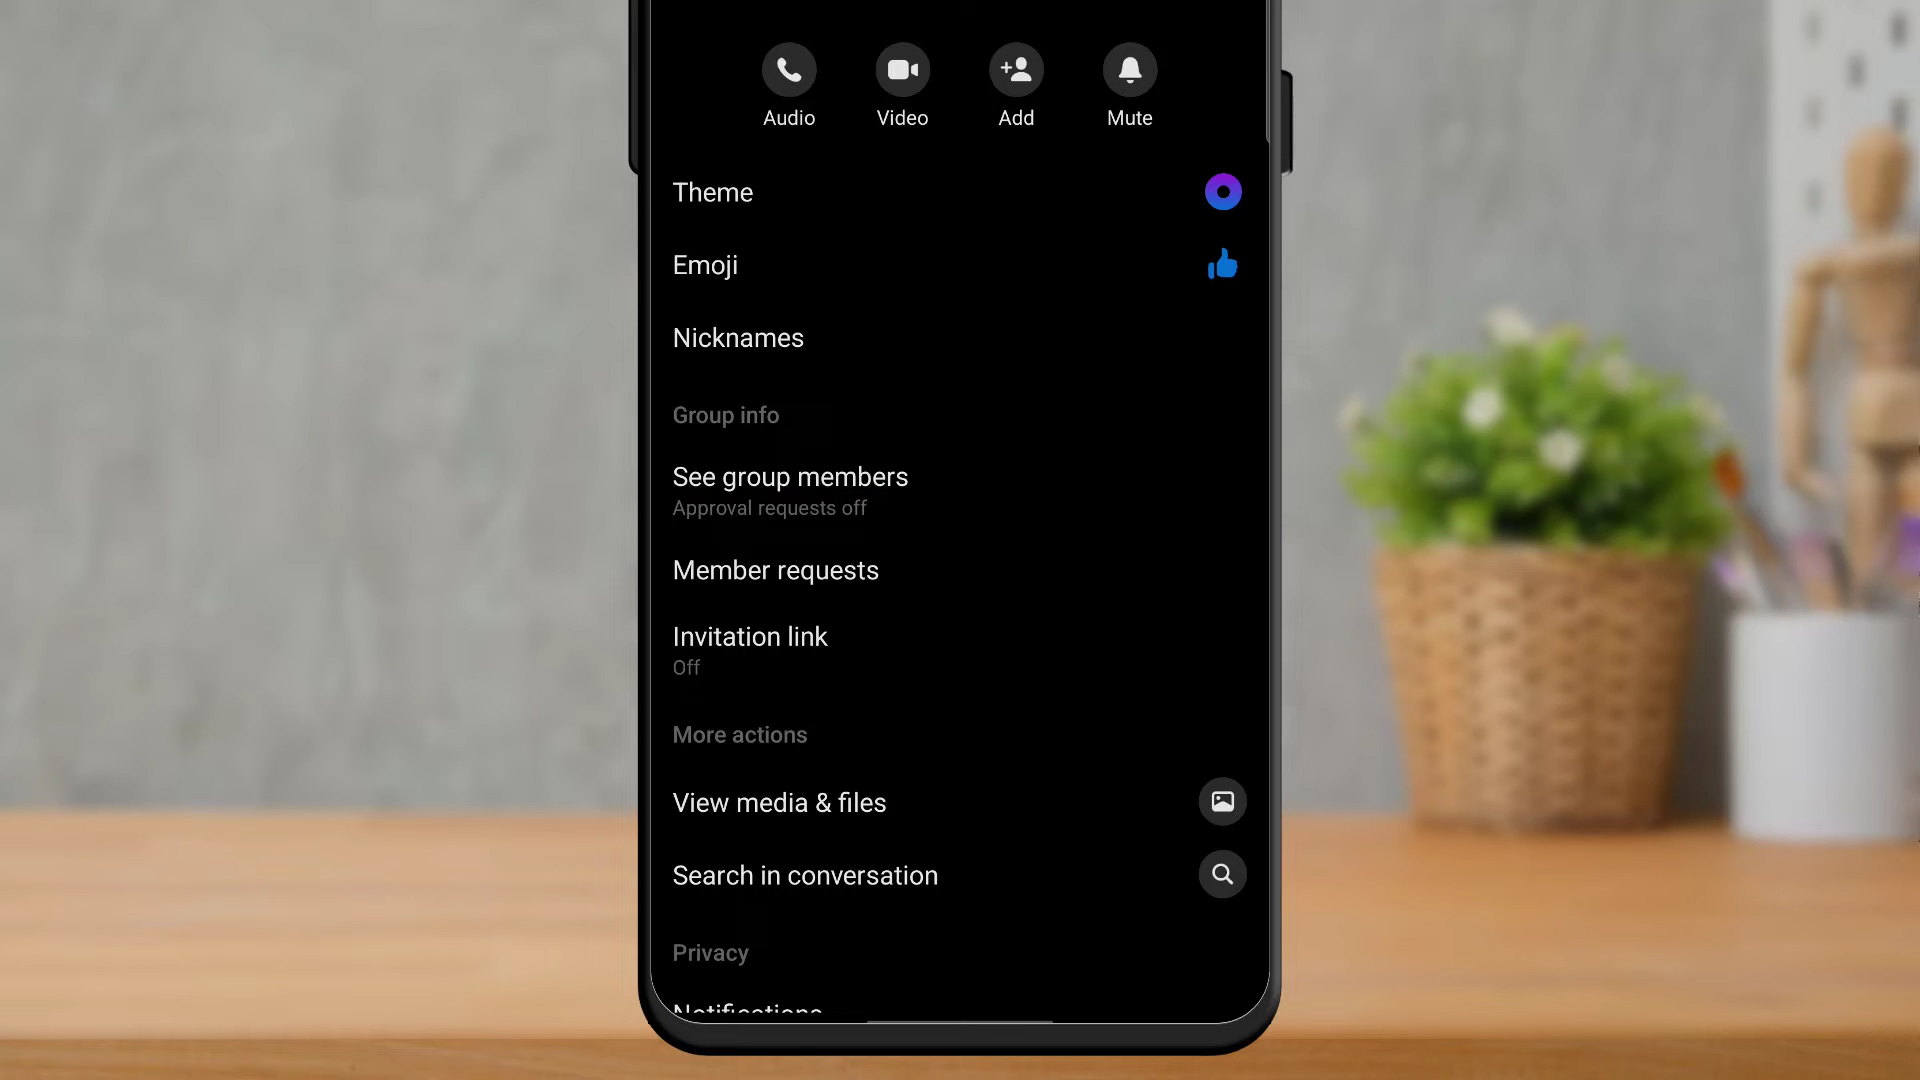 Audio Video Add Mute
Theme
Emoji
Nicknames
Group info
See group members
Approval requests off
Member requests
Invitation link
Off
More actions
View media & files
Search in conversation
Privacy
Notifications